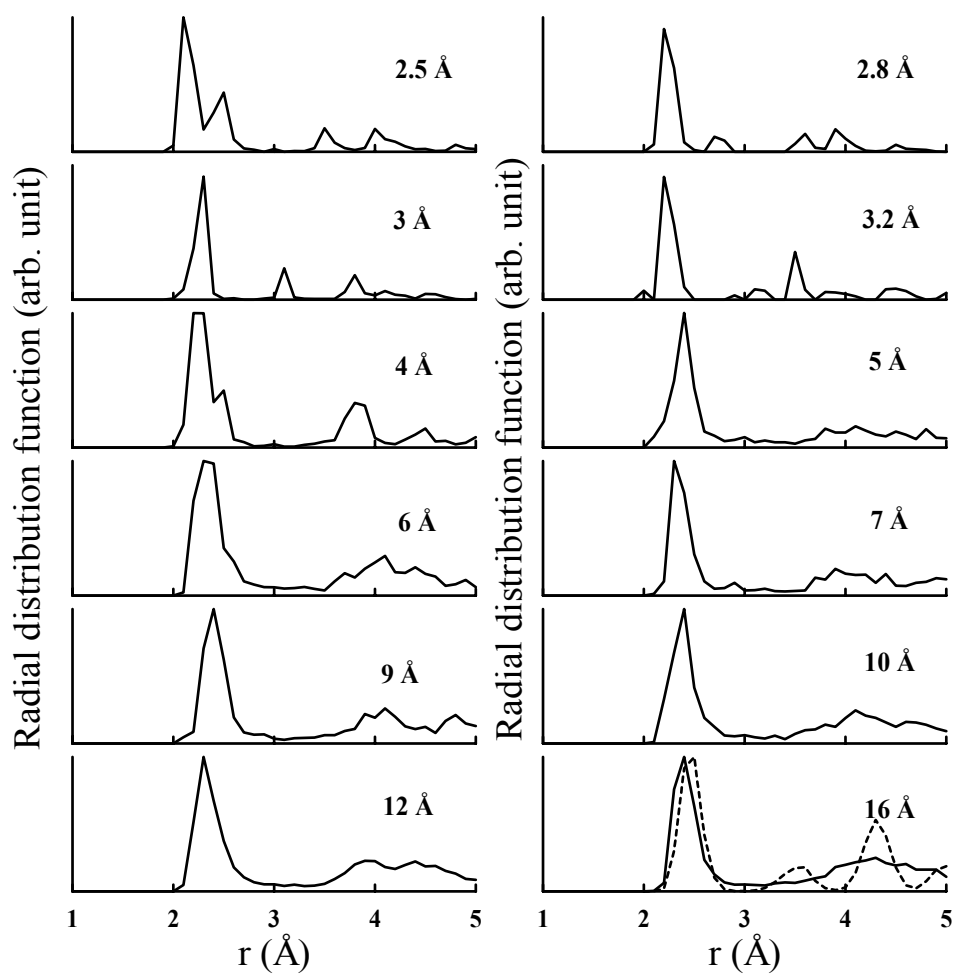 2.5 Å
2.8 Å
3 Å
3.2 Å
4 Å
5 Å
6 Å
7 Å
9 Å
10 Å
12 Å
16 Å
Radial distribution function (arb. unit)
Radial distribution function (arb. unit)
1 2 3 4 5
1 2 3 4 5
r (Å)
r (Å)